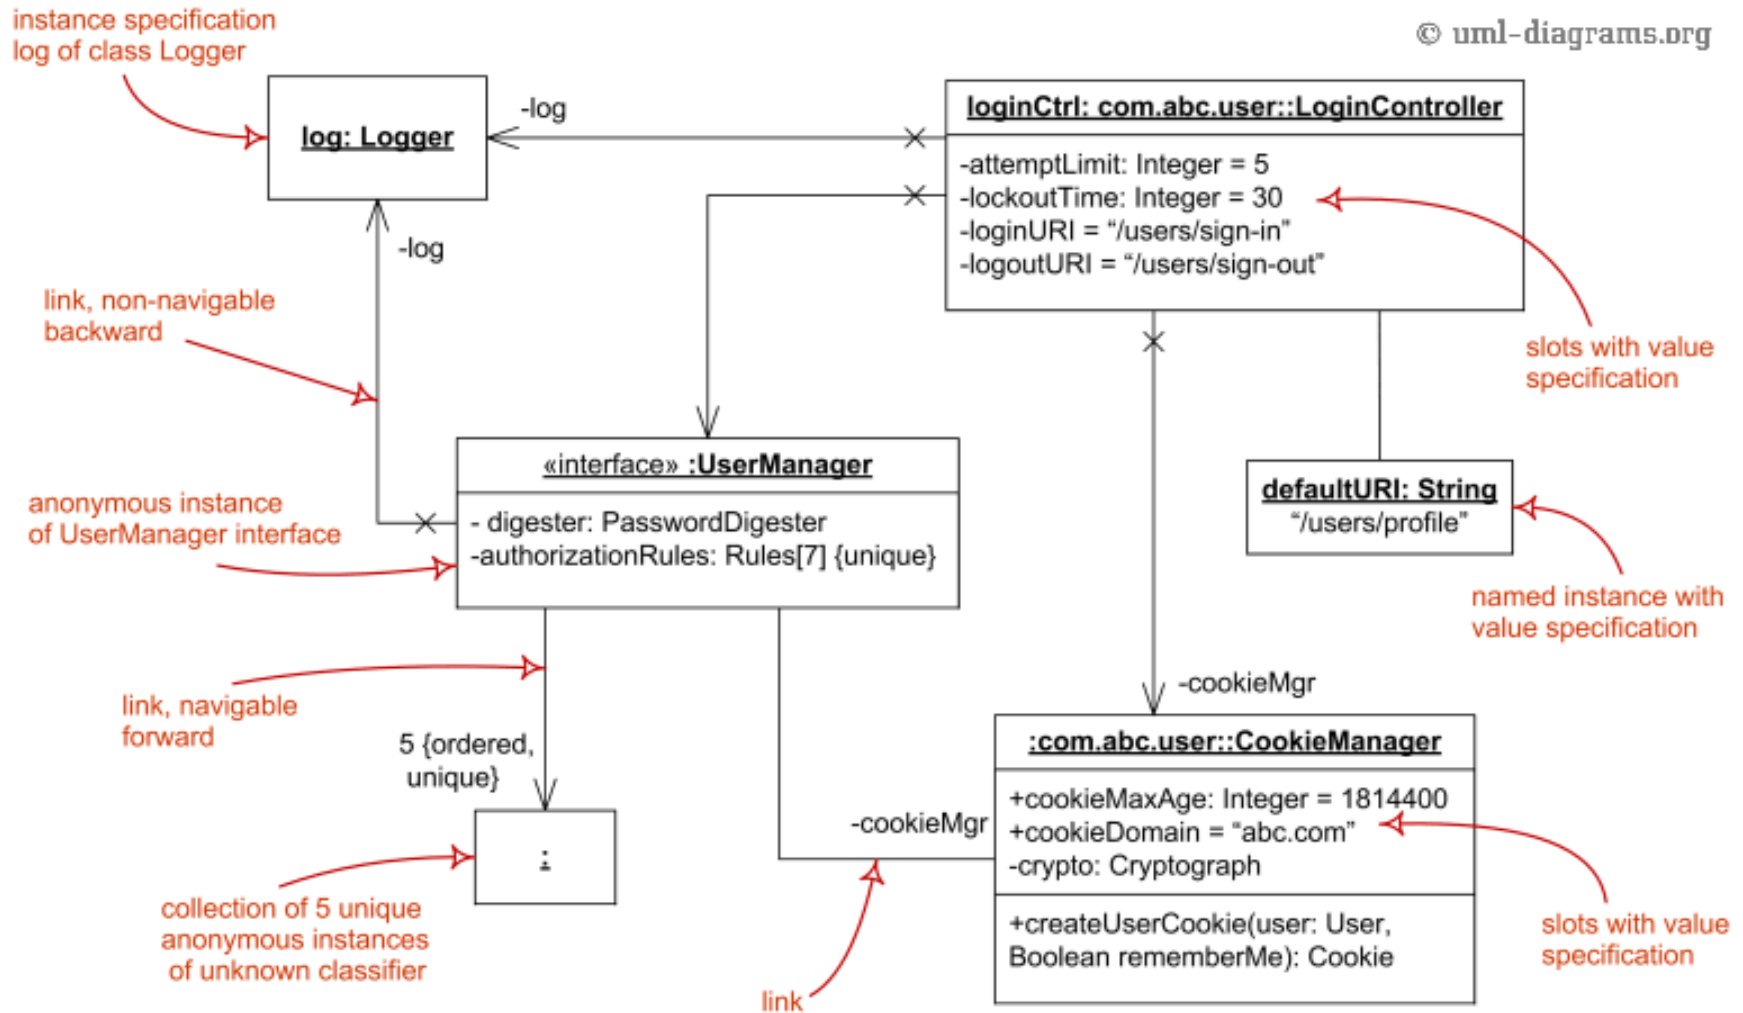 instance specification
log of class Logger
© uml-diagrams.org
log: Logger
-log
loginCtrl: com.abc.user::LoginController
-attemptLimit: Integer = 5
-lockoutTime: Integer = 30
-loginURI = “/users/sign-in”
-logoutURI = “/users/sign-out”
-log
link, non-navigable
backward
slots with value
specification
«interface» :UserManager
- digester: PasswordDigester
-authorizationRules: Rules[7] {unique}
anonymous instance
of UserManager interface
defaultURI: String
“/users/profile”
named instance with
value specification
link, navigable
forward
-cookieMgr
5 {ordered,
unique}
:
-cookieMgr
:com.abc.user::CookieManager
+cookieMaxAge: Integer = 1814400
+cookieDomain = “abc.com”
-crypto: Cryptograph
+createUserCookie(user: User,
Boolean rememberMe): Cookie
collection of 5 unique
anonymous instances
of unknown classifier
slots with value
specification
link